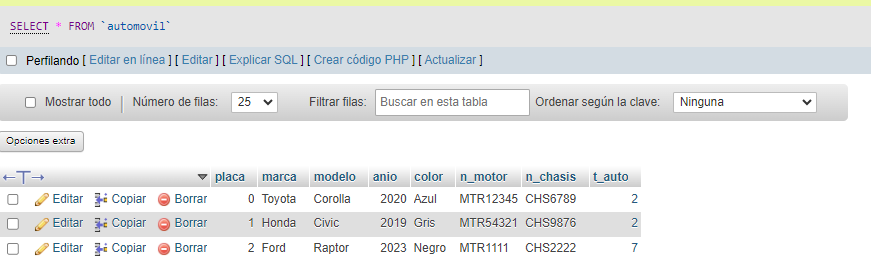 SELECT * FROM `automovil`
Perfilando [ Editar en línea ] [ Editar ] [ Explicar SQL ] [ Crear código PHP ] [ Actualizar ]
Mostrar todo Número de filas: 25 Filtrar filas: Buscar en esta tabla Ordenar según la clave: Ninguna
Opciones extra
←T→ placa marca modelo anio color n_motor n_chasis t_auto
Editar Copiar Borrar 0 Toyota Corolla 2020 Azul MTR12345 CHS6789 2
Editar Copiar Borrar 1 Honda Civic 2019 Gris MTR54321 CHS9876 2
Editar Copiar Borrar 2 Ford Raptor 2023 Negro MTR1111 CHS2222 7